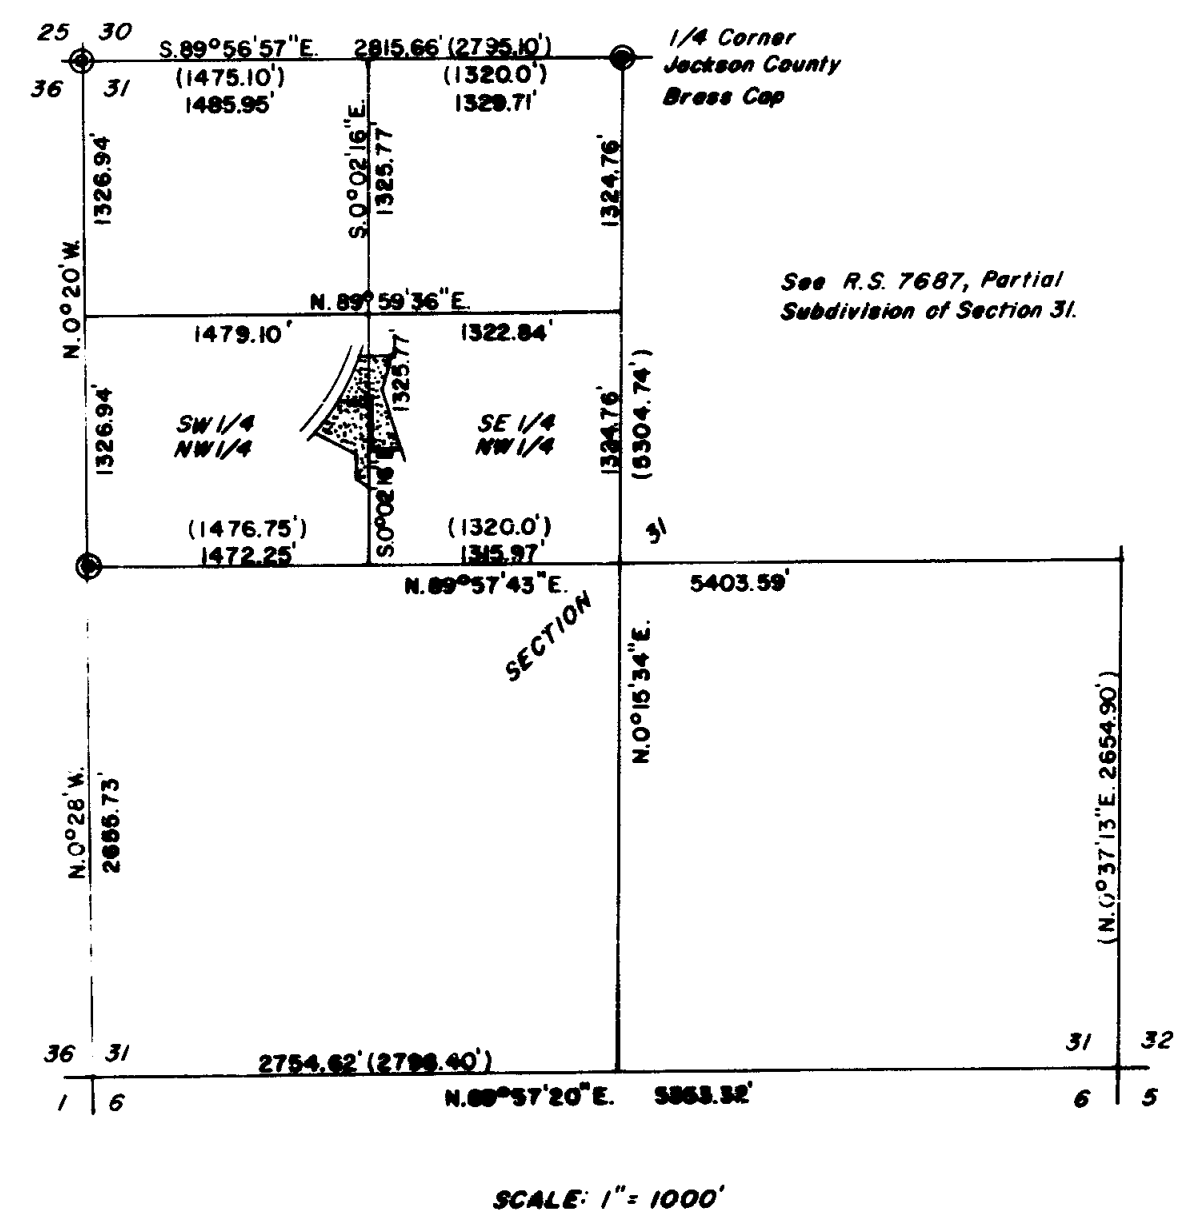 25 30
S.89°56'57"E. 2815.66'(2795.10')
1/4 Corner
Jackson County
Brass Cap
36 31
(1475.10')
1485.95'
(1320.0')
1329.71'
1326.94'
S.0°02'16"E.
1325.77
1324.76'
N.0°20'W.
See R.S. 7687, Partial
Subdivision of Section 31.
N.89°59'36"E.
1479.10'
1322.84'
1325.77'
1326.94'
SW 1/4
NW 1/4
SE 1/4
NW 1/4
1324.76'
(5304.74')
S.0°02'16"E.
(1476.75')
1472.25'
(1320.0')
1315.97'
31
N.89°57'43"E.
5403.59'
SECTION
N.0°15'34"E.
(N.0°37'13"E. 2654.90')
N.0°28'W.
36 31
2754.62'
31 32
1 6
N.89°57'20"E.
6 5
SCALE: 1"= 1000'